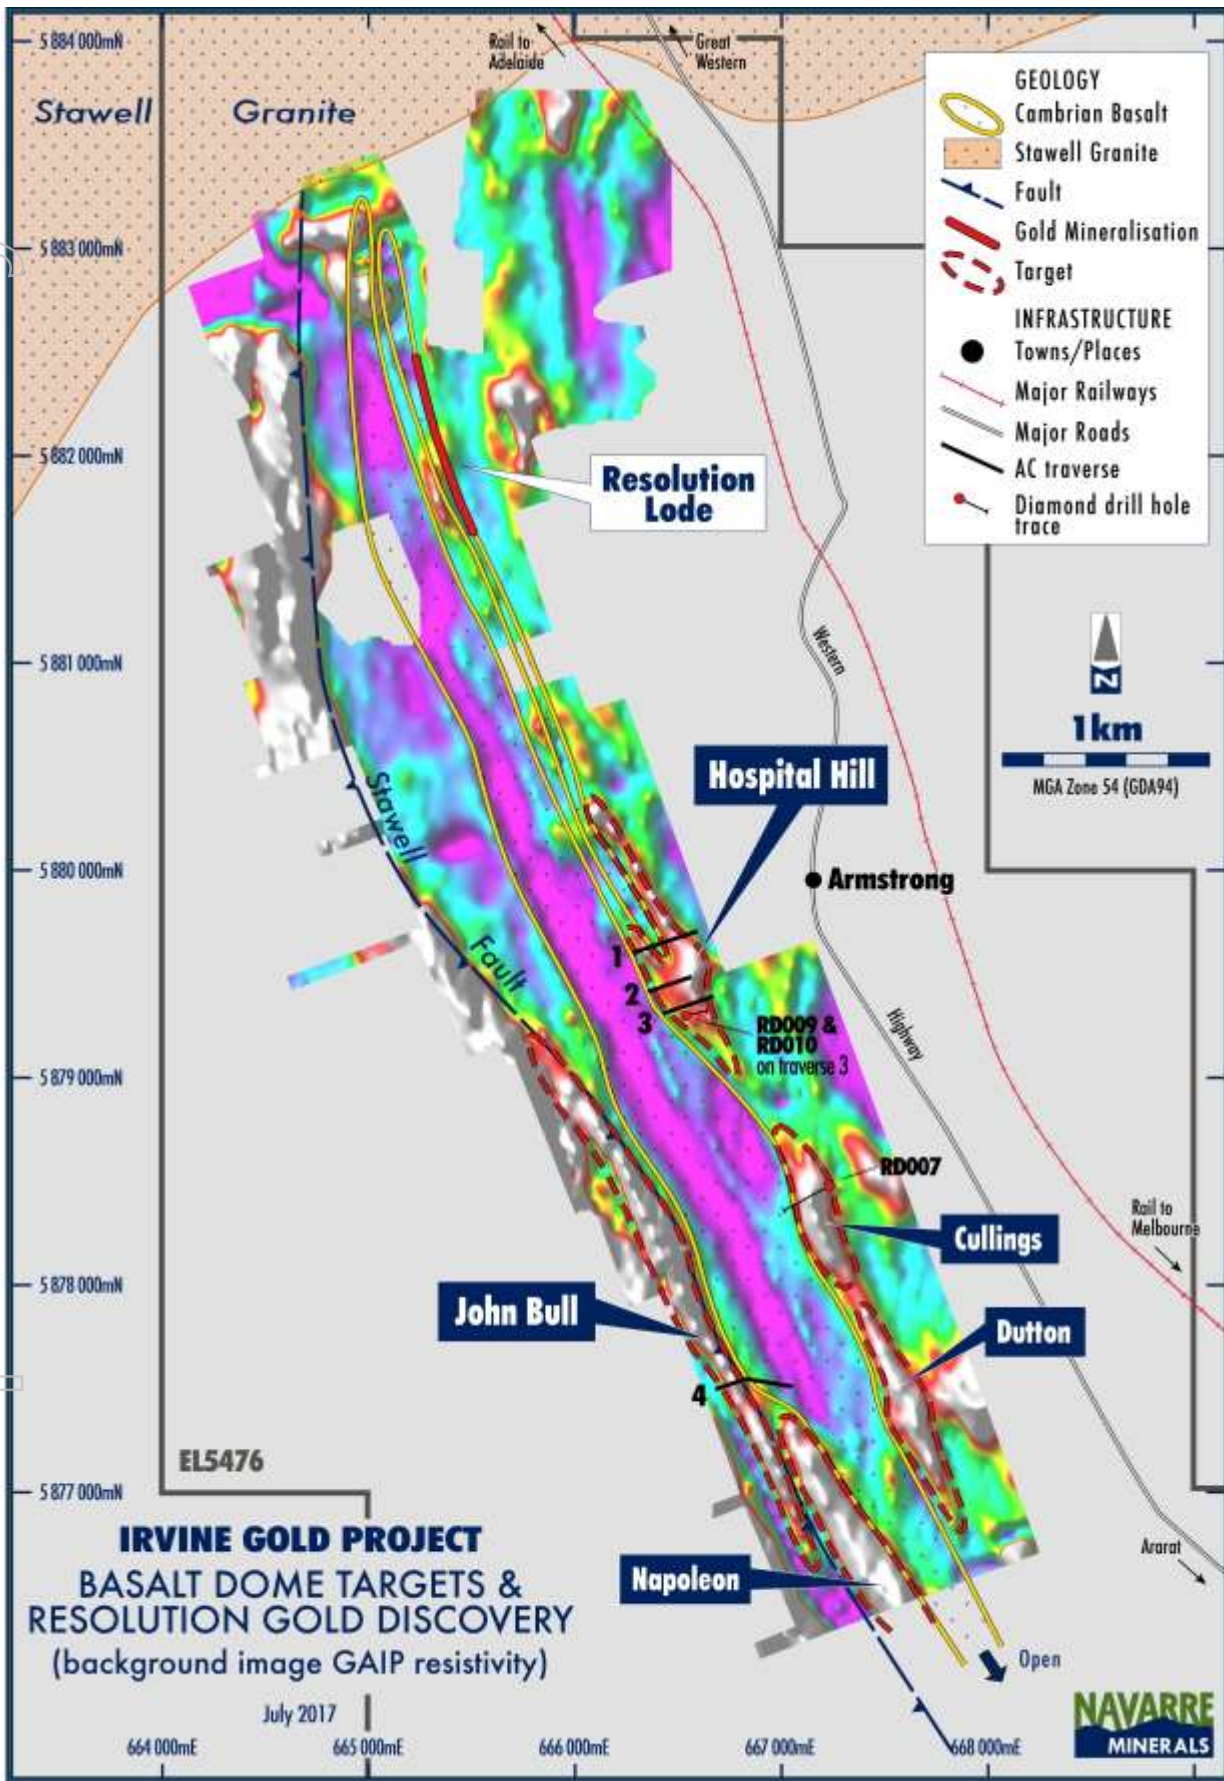 5 884 000mN
Rail to
Adelaide
Great
Western
Stawell Granite
GEOLOGY
Cambrian Basalt
Stawell Granite
Fault
Gold Mineralisation
Target
INFRASTRUCTURE
Towns/Places
Major Railways
Major Roads
AC traverse
Diamond drill hole
trace
5 883 000mN
5 882 000mN
Resolution
Lode
5 881 000mN
Western
N
1km
MGA Zone 54 (GDA94)
Hospital Hill
Stawell
Fault
5 880 000mN
Armstrong
1
2
3
RD009 &
RD010
on traverse 3
Highway
5 879 000mN
RD007
Rail to
Melbourne
Cullings
5 878 000mN
John Bull
Dutton
4
EL5476
5 877 000mN
Ararat
Napoleon
IRVINE GOLD PROJECT
BASALT DOME TARGETS &
RESOLUTION GOLD DISCOVERY
(background image GAIP resistivity)
July 2017
Open
NAVARRE
MINERALS
664 000mE
665 000mE
666 000mE
667 000mE
668 000mE